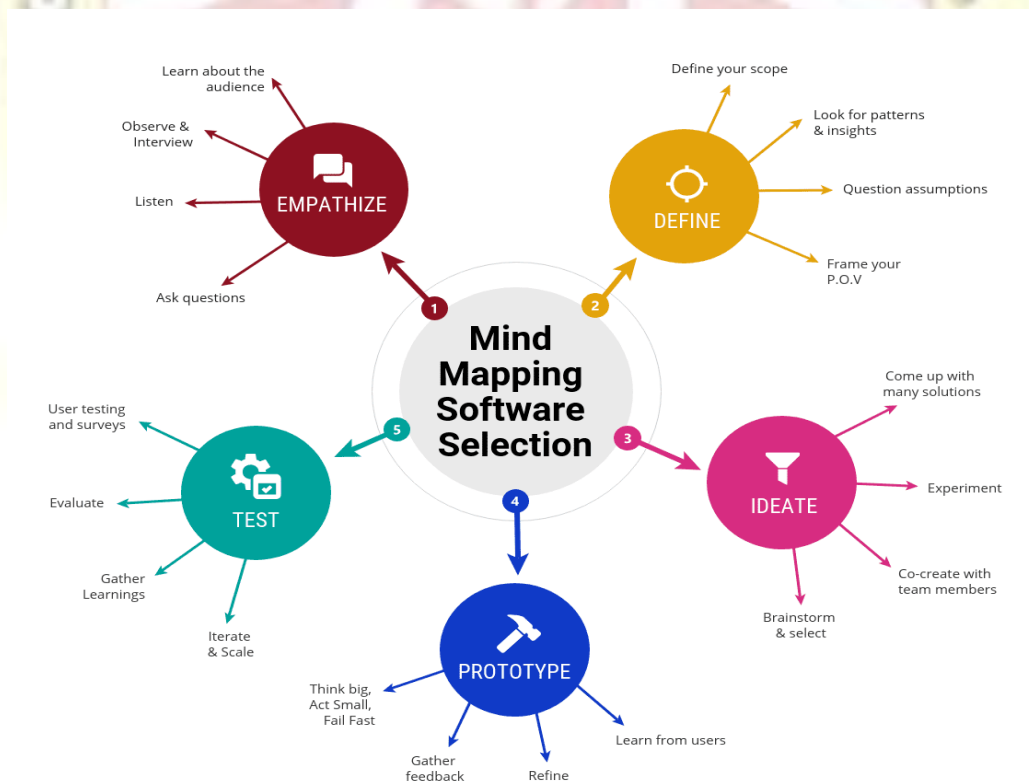 Mind
Mapping
Software
Selection
1
EMPATHIZE
Learn about the
audience
Observe &
Interview
Listen
Ask questions
2
DEFINE
Define your scope
Look for patterns
& insights
Question assumptions
Frame your
P.O.V
3
IDEATE
Come up with
many solutions
Experiment
Co-create with
team members
Brainstorm
& select
4
PROTOTYPE
Learn from users
Refine
Gather
feedback
Think big,
Act Small,
Fail Fast
5
TEST
User testing
and surveys
Evaluate
Gather
Learnings
Iterate
& Scale